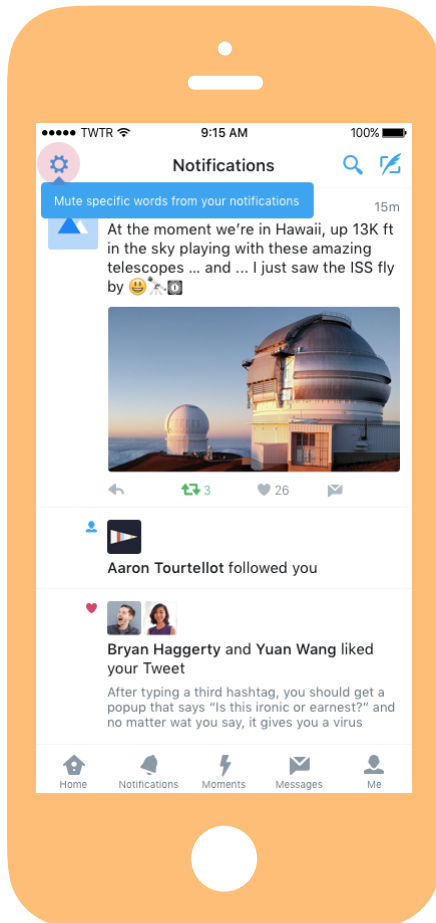 TWTR 9:15 AM 100%
Notifications
Mute specific words from your notifications
15m
At the moment we're in Hawaii, up 13K ft
in the sky playing with these amazing
telescopes ... and ... I just saw the ISS fly
by 😃🔭🎛
3 26
Aaron Tourtellot followed you
Bryan Haggerty and Yuan Wang liked
your Tweet
After typing a third hashtag, you should get a
popup that says “Is this ironic or earnest?” and
no matter wat you say, it gives you a virus
Home Notifications Moments Messages Me